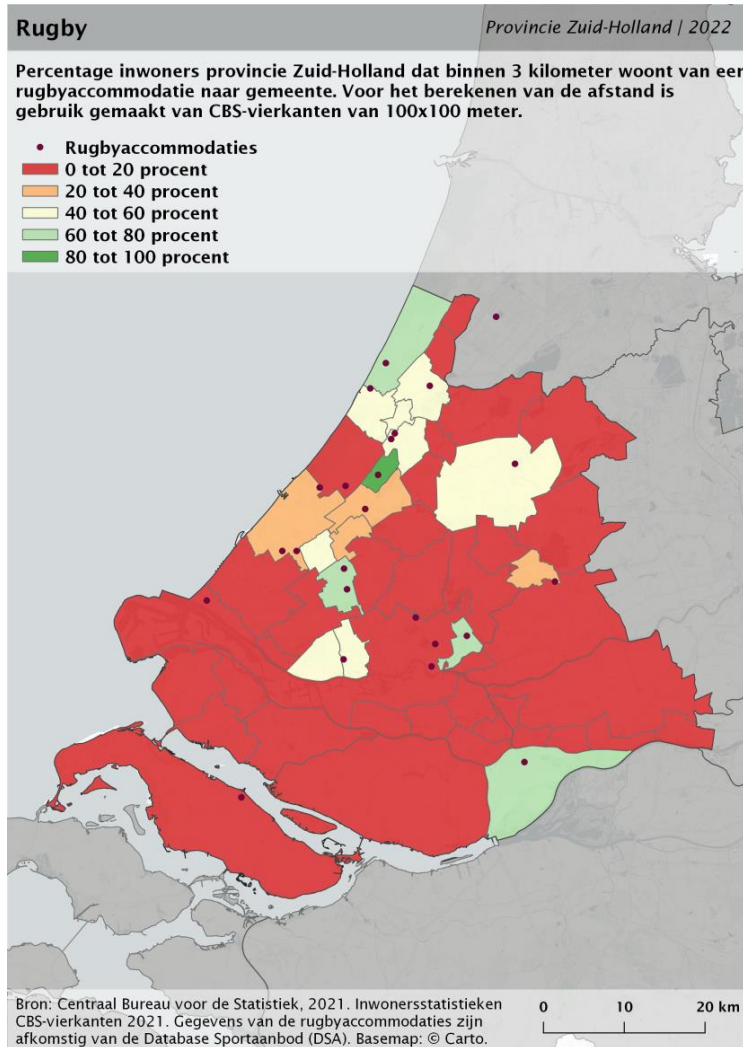 Rugby
Provincie Zuid-Holland | 2022
Percentage inwoners provincie Zuid-Holland dat binnen 3 kilometer woont van een
rugbyaccommodatie naar gemeente. Voor het berekenen van de afstand is
gebruik gemaakt van CBS-vierkanten van 100x100 meter.
Rugbyaccommodaties
0 tot 20 procent
20 tot 40 procent
40 tot 60 procent
60 tot 80 procent
80 tot 100 procent
Bron: Centraal Bureau voor de Statistiek, 2021. Inwonersstatistieken
CBS-vierkanten 2021. Gegevens van de rugbyaccommodaties zijn
afkomstig van de Database Sportaanbod (DSA). Basemap: © Carto.
0 10 20 km